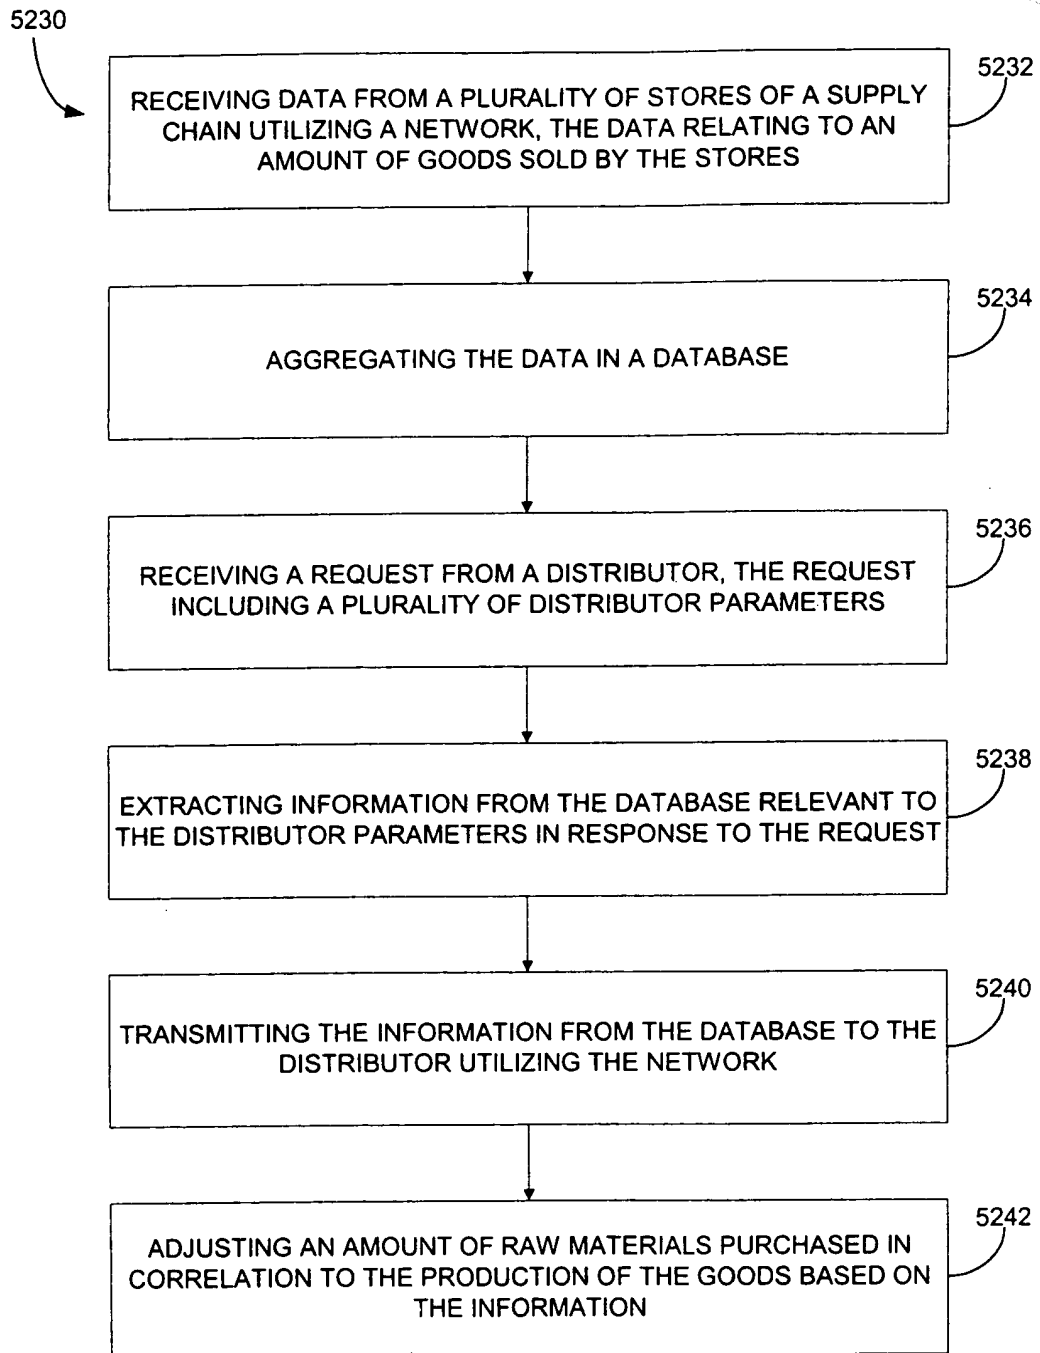 5230
5232
RECEIVING DATA FROM A PLURALITY OF STORES OF A SUPPLY
CHAIN UTILIZING A NETWORK, THE DATA RELATING TO AN
AMOUNT OF GOODS SOLD BY THE STORES
5234
AGGREGATING THE DATA IN A DATABASE
5236
RECEIVING A REQUEST FROM A DISTRIBUTOR, THE REQUEST
INCLUDING A PLURALITY OF DISTRIBUTOR PARAMETERS
5238
EXTRACTING INFORMATION FROM THE DATABASE RELEVANT TO
THE DISTRIBUTOR PARAMETERS IN RESPONSE TO THE REQUEST
5240
TRANSMITTING THE INFORMATION FROM THE DATABASE TO THE
DISTRIBUTOR UTILIZING THE NETWORK
5242
ADJUSTING AN AMOUNT OF RAW MATERIALS PURCHASED IN
CORRELATION TO THE PRODUCTION OF THE GOODS BASED ON
THE INFORMATION